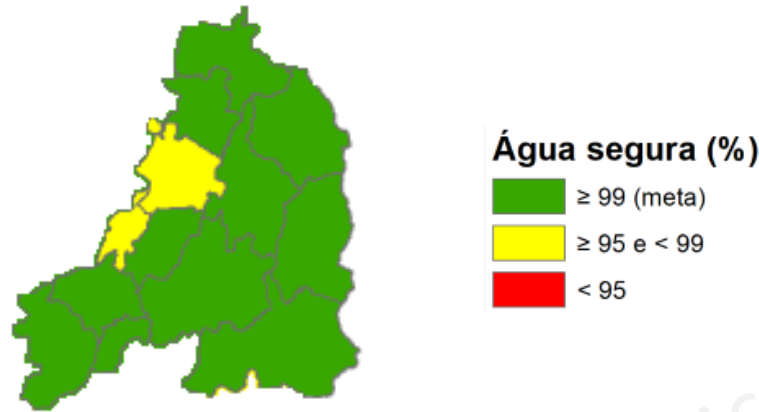 Água segura (%)
≥ 99 (meta)
≥ 95 e < 99
< 95